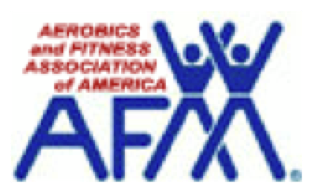 AEROBICS
and FITNESS
ASSOCIATION
of AMERICA
AFAA.